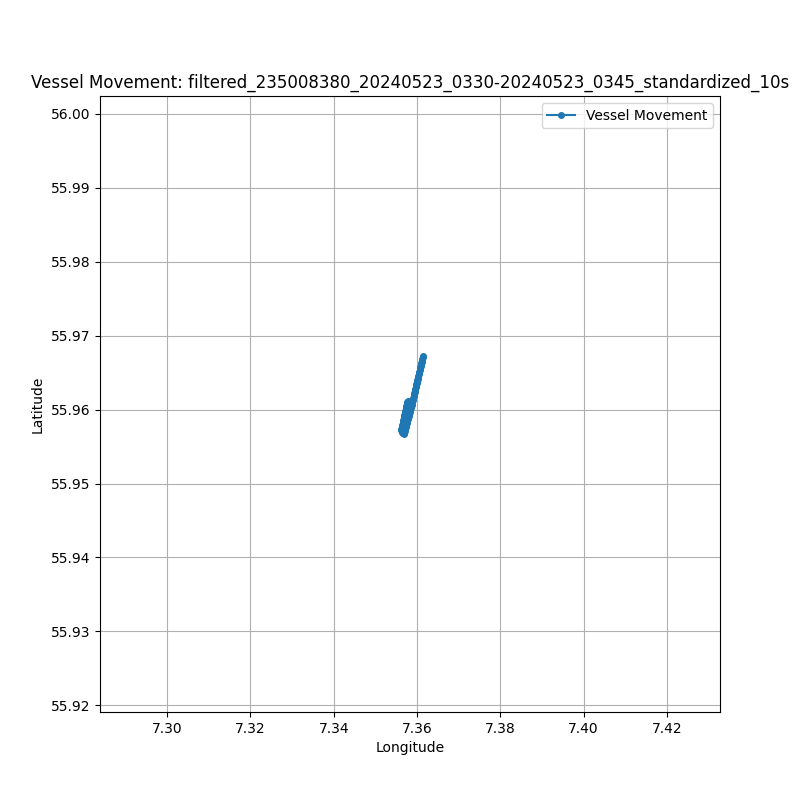 Vessel Movement: filtered_235008380_20240523_0330-20240523_0345_standardized_10s
Vessel Movement
56.00
55.99
55.98
55.97
55.96
55.95
55.94
55.93
55.92
Latitude
7.30 7.32 7.34 7.36 7.38 7.40 7.42
Longitude